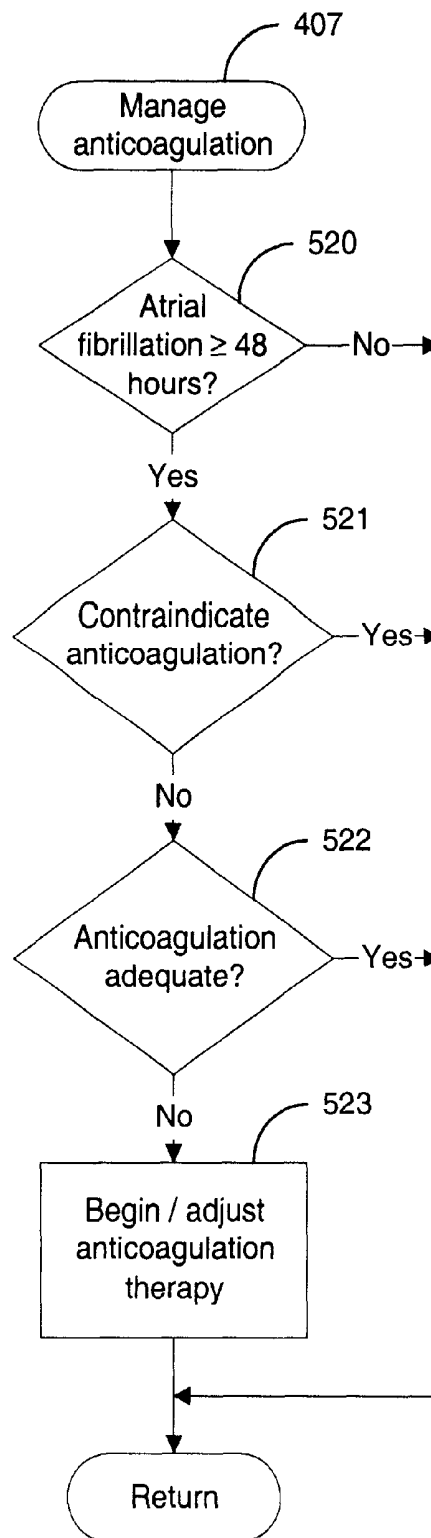 407
Manage
anticoagulation
520
Atrial
fibrillation ≥ 48
hours?
No
Yes
521
Contraindicate
anticoagulation?
Yes
No
522
Anticoagulation
adequate?
Yes
No
523
Begin / adjust
anticoagulation
therapy
Return